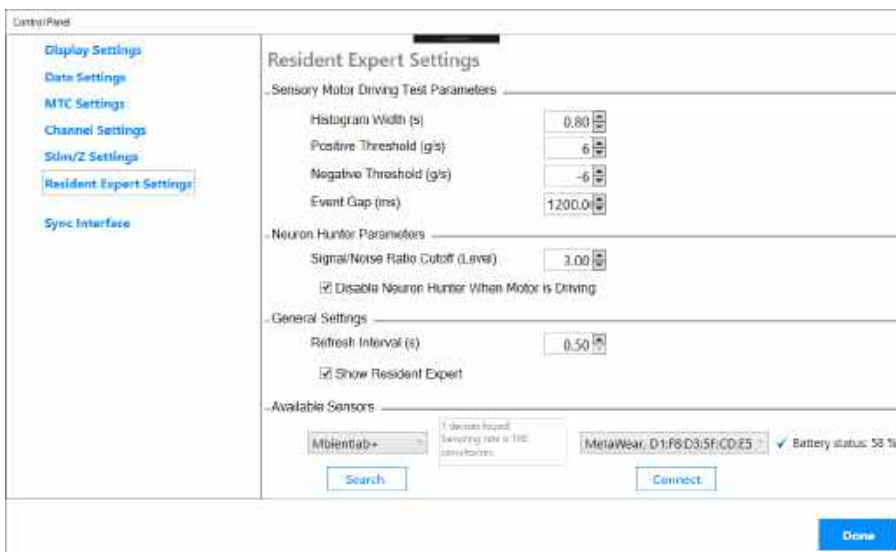 Control Panel
Display Settings
Data Settings
MTC Settings
Channel Settings
Stim/Z Settings
Resident Expert Settings
Sync Interface
Resident Expert Settings
Sensory Motor Driving Test Parameters
Histogram Width (s) 0.80
Positive Threshold (g/s) 6
Negative Threshold (g/s) -6
Event Gap (ms) 1200.0
Neuron Hunter Parameters
Signal/Noise Ratio Cutoff (Level) 3.00
Disable Neuron Hunter When Motor is Driving
General Settings
Refresh Interval (s) 0.50
Show Resident Expert
Available Sensors
1 devices found.
Mbientlab+ Sampling rate is 100 MetaWear, D1:F8:D3:5F:CD:E5 Battery status: 58 %
samples/sec.
Search Connect
Done